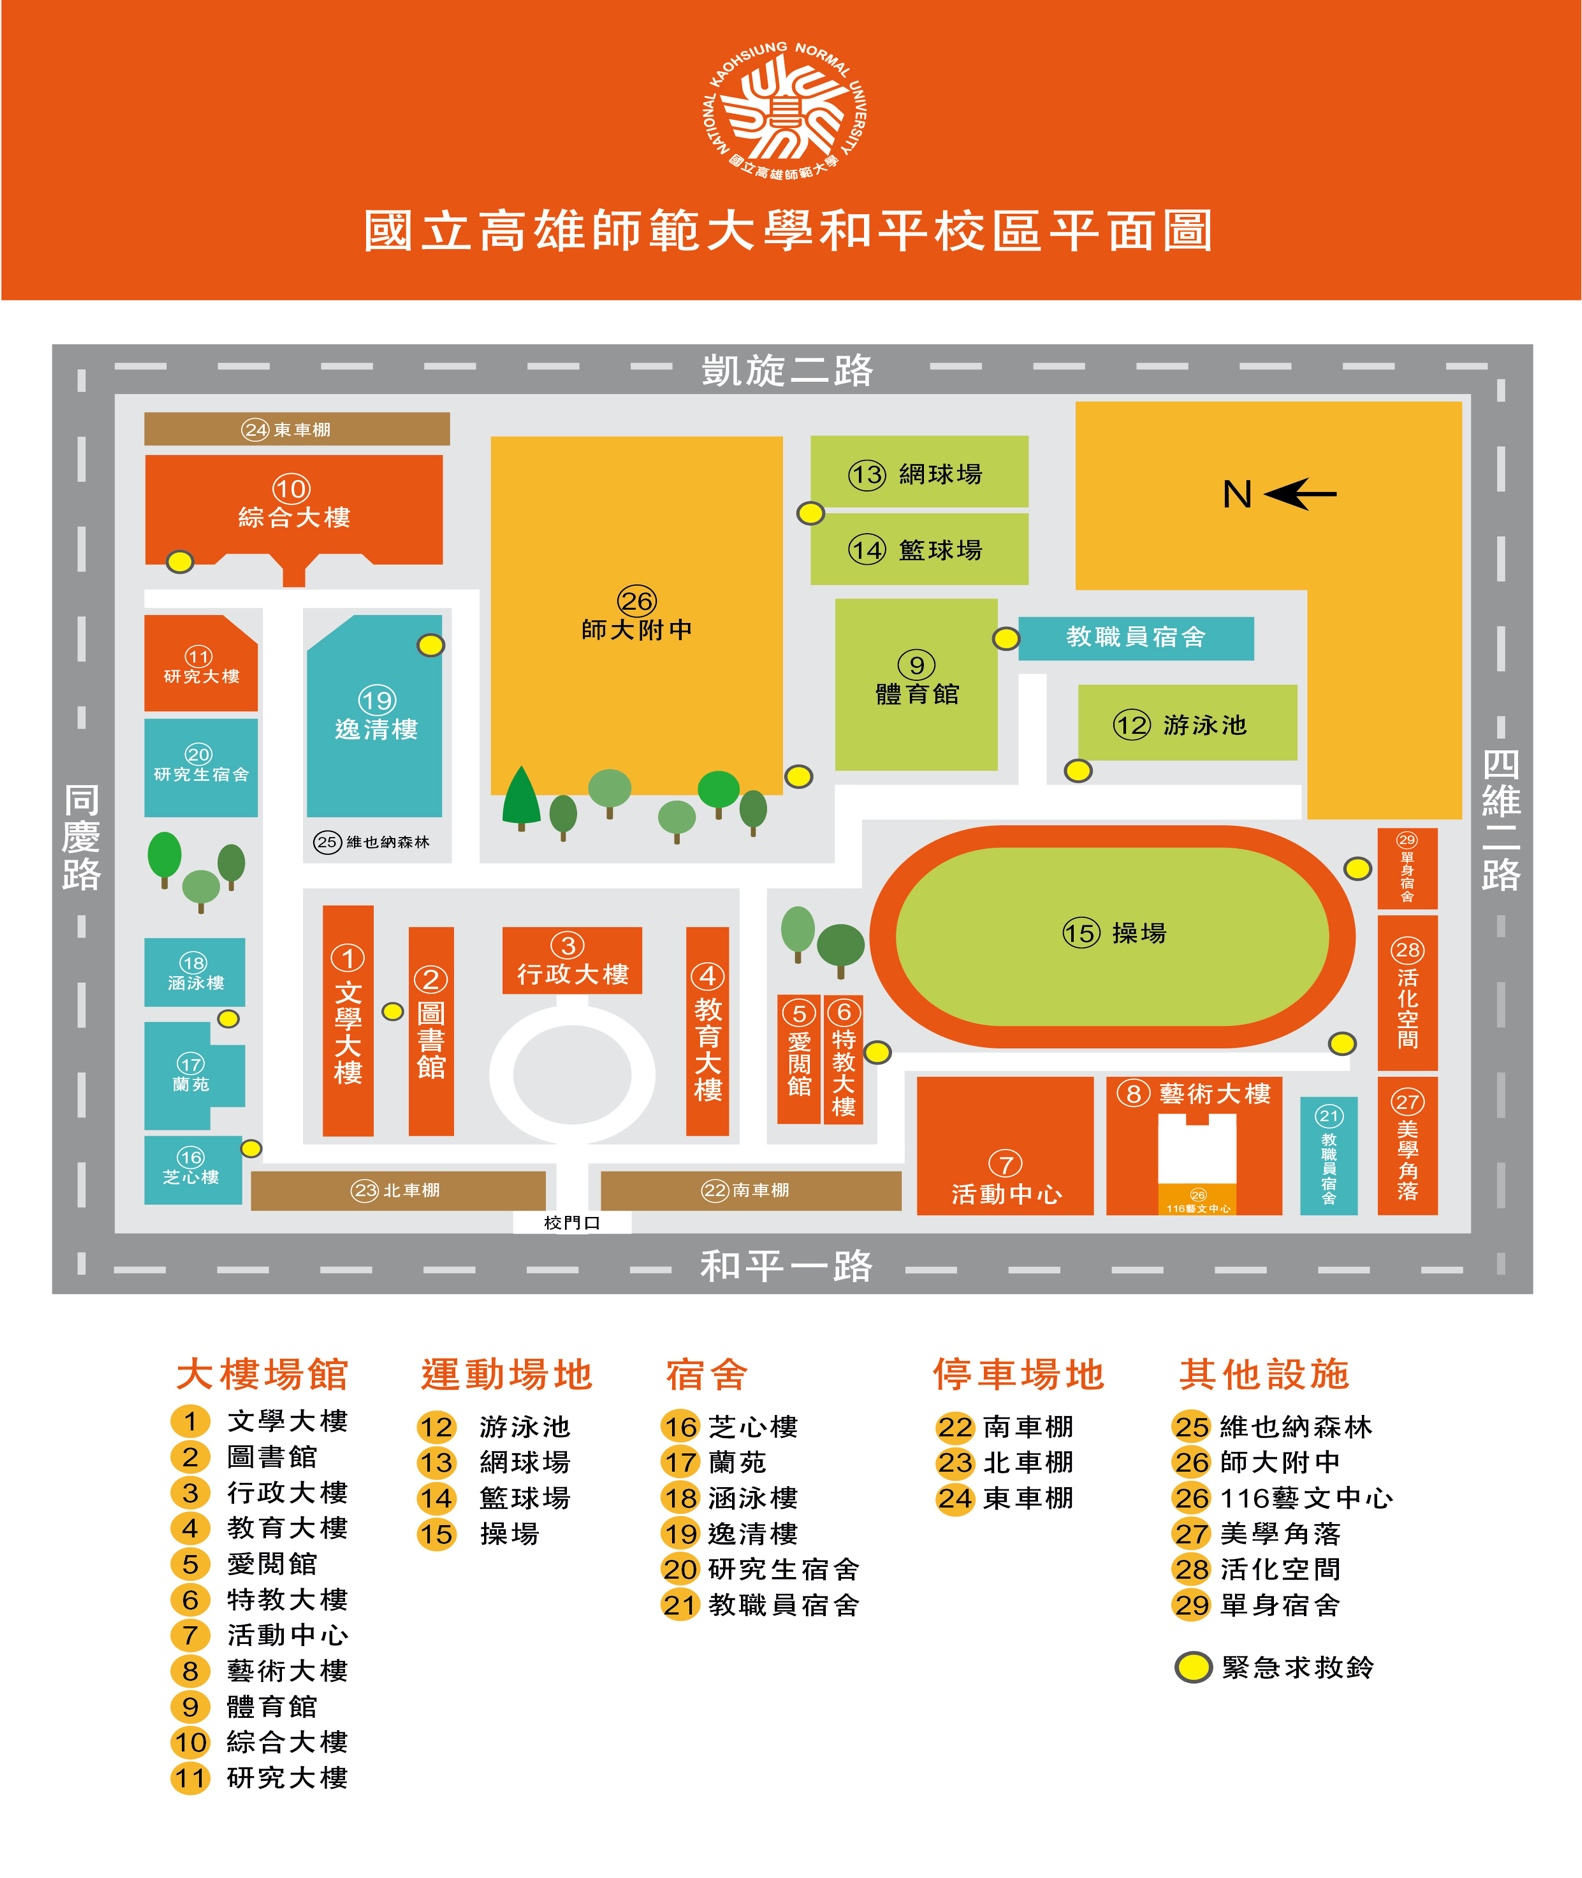 NATIONAL KAOHSIUNG NORMAL UNIVERSITY
國立高雄師範大學
國立高雄師範大學和平校區平面圖
凱旋二路
同慶路
四維二路
和平一路
24 東車棚
10
綜合大樓
26
師大附中
13 網球場
14 籃球場
N
11
研究大樓
19
逸清樓
9
體育館
教職員宿舍
12 游泳池
20
研究生宿舍
25 維也納森林
29
單身宿舍
15 操場
1
文學大樓
2
圖書館
3
行政大樓
4
教育大樓
5
愛閱館
6
特教大樓
18
涵泳樓
17
蘭苑
16
芝心樓
28
活化空間
7
活動中心
8 藝術大樓
26
116藝文中心
21
教職員宿舍
27
美學角落
23 北車棚
22 南車棚
校門口
大樓場館
1 文學大樓
2 圖書館
3 行政大樓
4 教育大樓
5 愛閱館
6 特教大樓
7 活動中心
8 藝術大樓
9 體育館
10 綜合大樓
11 研究大樓
運動場地
12 游泳池
13 網球場
14 籃球場
15 操場
宿舍
16 芝心樓
17 蘭苑
18 涵泳樓
19 逸清樓
20 研究生宿舍
21 教職員宿舍
停車場地
22 南車棚
23 北車棚
24 東車棚
其他設施
25 維也納森林
26 師大附中
26 116藝文中心
27 美學角落
28 活化空間
29 單身宿舍
緊急求救鈴